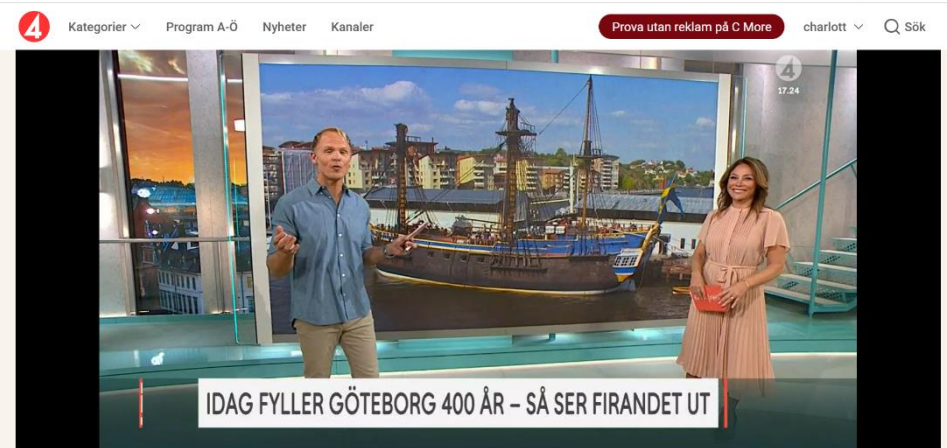 4
Kategorier
Program A-Ö
Nyheter
Kanaler
Prova utan reklam på C More
charlott
Sök
4
17.24
IDAG FYLLER GÖTEBORG 400 ÅR – SÅ SER FIRANDET UT